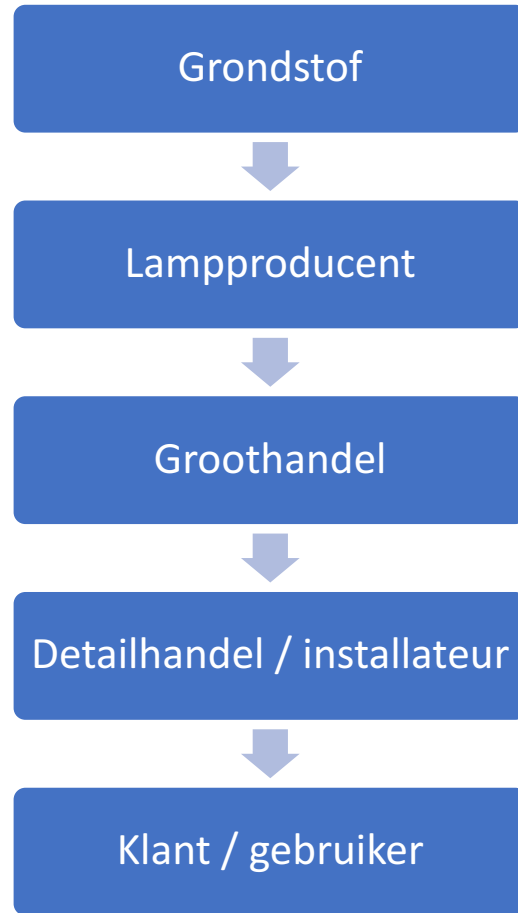 Grondstof
Lampproducent
Groothandel
Detailhandel / installateur
Klant / gebruiker